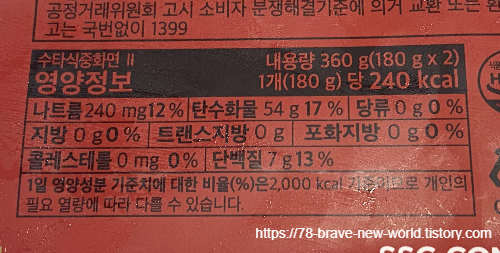 공정거래위원회 고시 소비자 분쟁해결기준에 의거 교환 또는
고는 국번없이 1399
수타식중화면 II 내용량 360 g(180 g x 2)
영양정보 1개(180 g) 당 240 kcal
나트륨 240 mg 12% 탄수화물 54 g 17% 당류 0 g 0%
지방 0 g 0% 트랜스지방 0 g 포화지방 0 g 0%
콜레스테롤 0 mg 0% 단백질 7 g 13%
1일 영양성분 기준치에 대한 비율(%)은 2,000 kcal 기준이므로 개인의
필요 열량에 따라 다를 수 있습니다.
https://78-brave-new-world.tistory.com